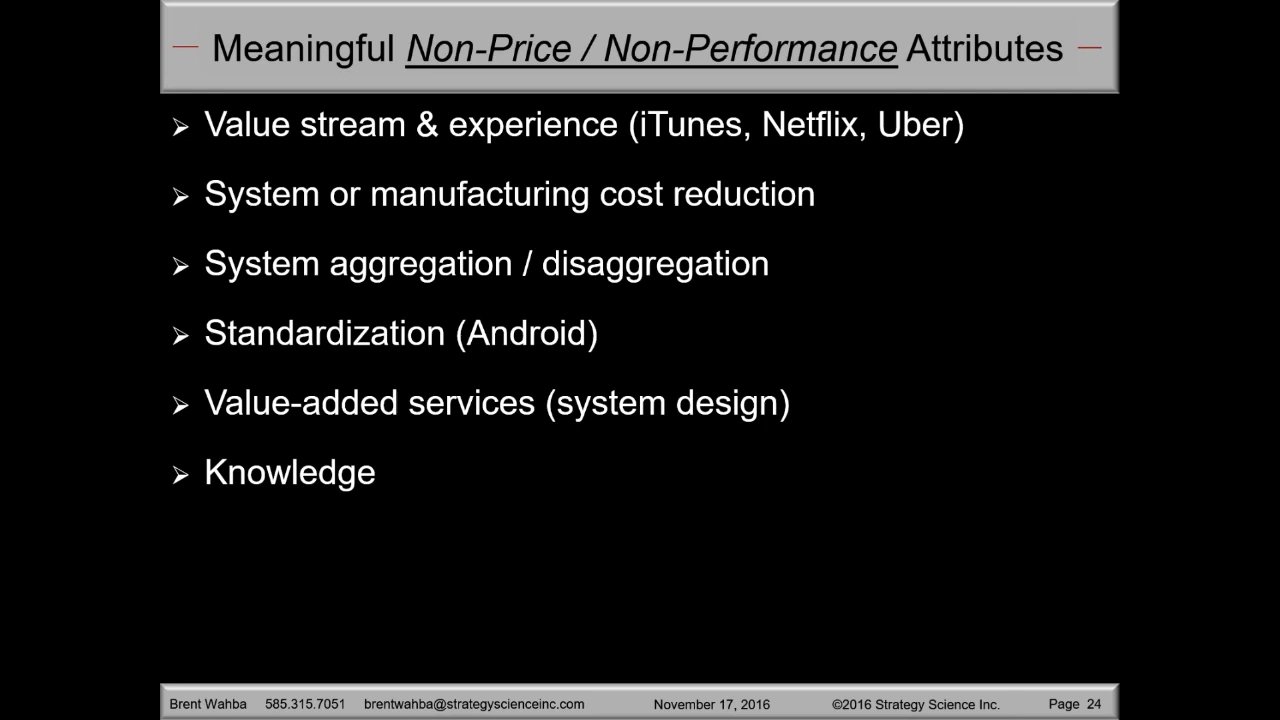 Meaningful Non-Price / Non-Performance Attributes
Value stream & experience (iTunes, Netflix, Uber)
System or manufacturing cost reduction
System aggregation / disaggregation
Standardization (Android)
Value-added services (system design)
Knowledge
Brent Wahba 585.315.7051 brentwahba@strategyscienceinc.com November 17, 2016 ©2016 Strategy Science Inc. Page 24